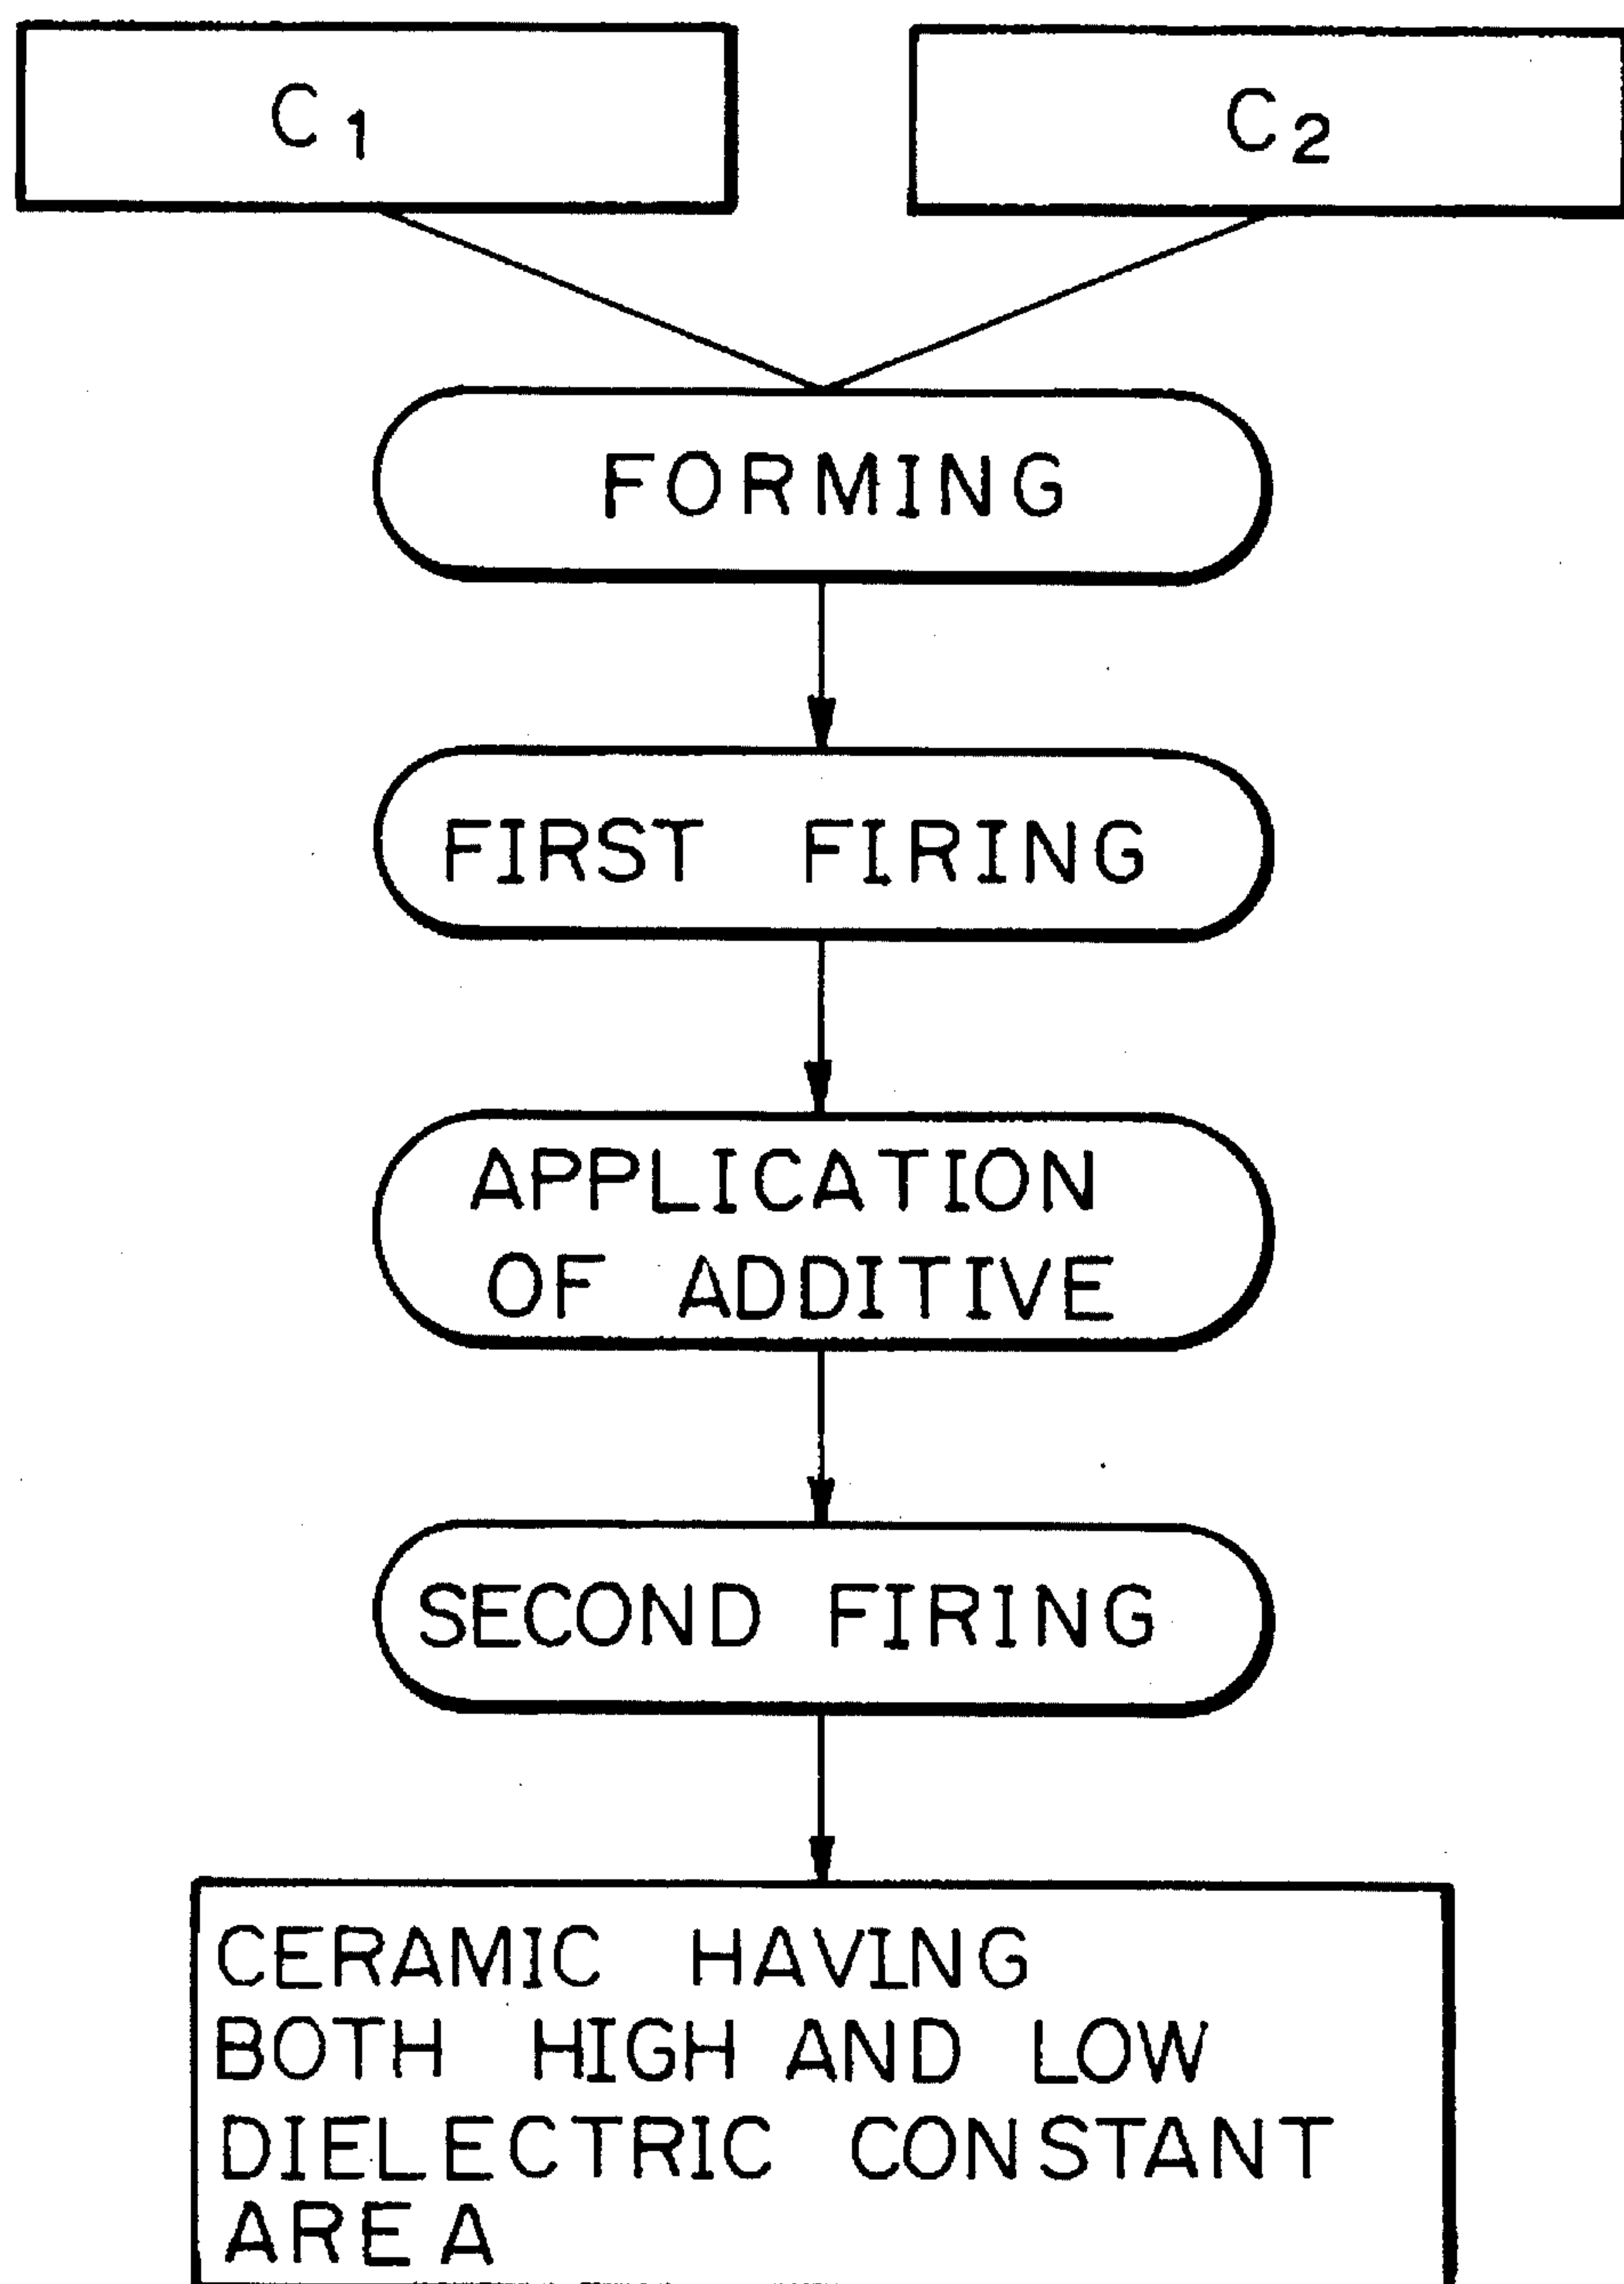 C1
C2
FORMING
FIRST FIRING
APPLICATION
OF ADDITIVE
SECOND FIRING
CERAMIC HAVING
BOTH HIGH AND LOW
DIELECTRIC CONSTANT
AREA